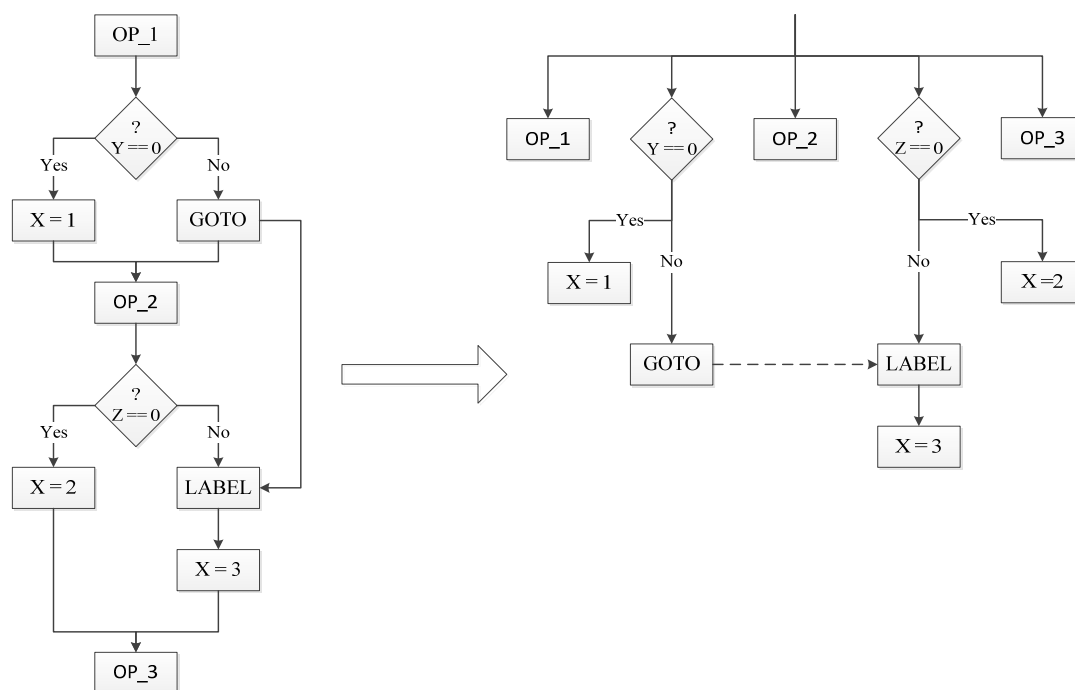 OP_1
?
Y == 0
Yes
No
X = 1
GOTO
OP_2
?
Z == 0
Yes
No
X = 2
LABEL
X = 3
OP_3
OP_1
?
Y == 0
OP_2
?
Z == 0
OP_3
Yes
No
X = 1
Yes
No
X =2
GOTO
LABEL
X = 3